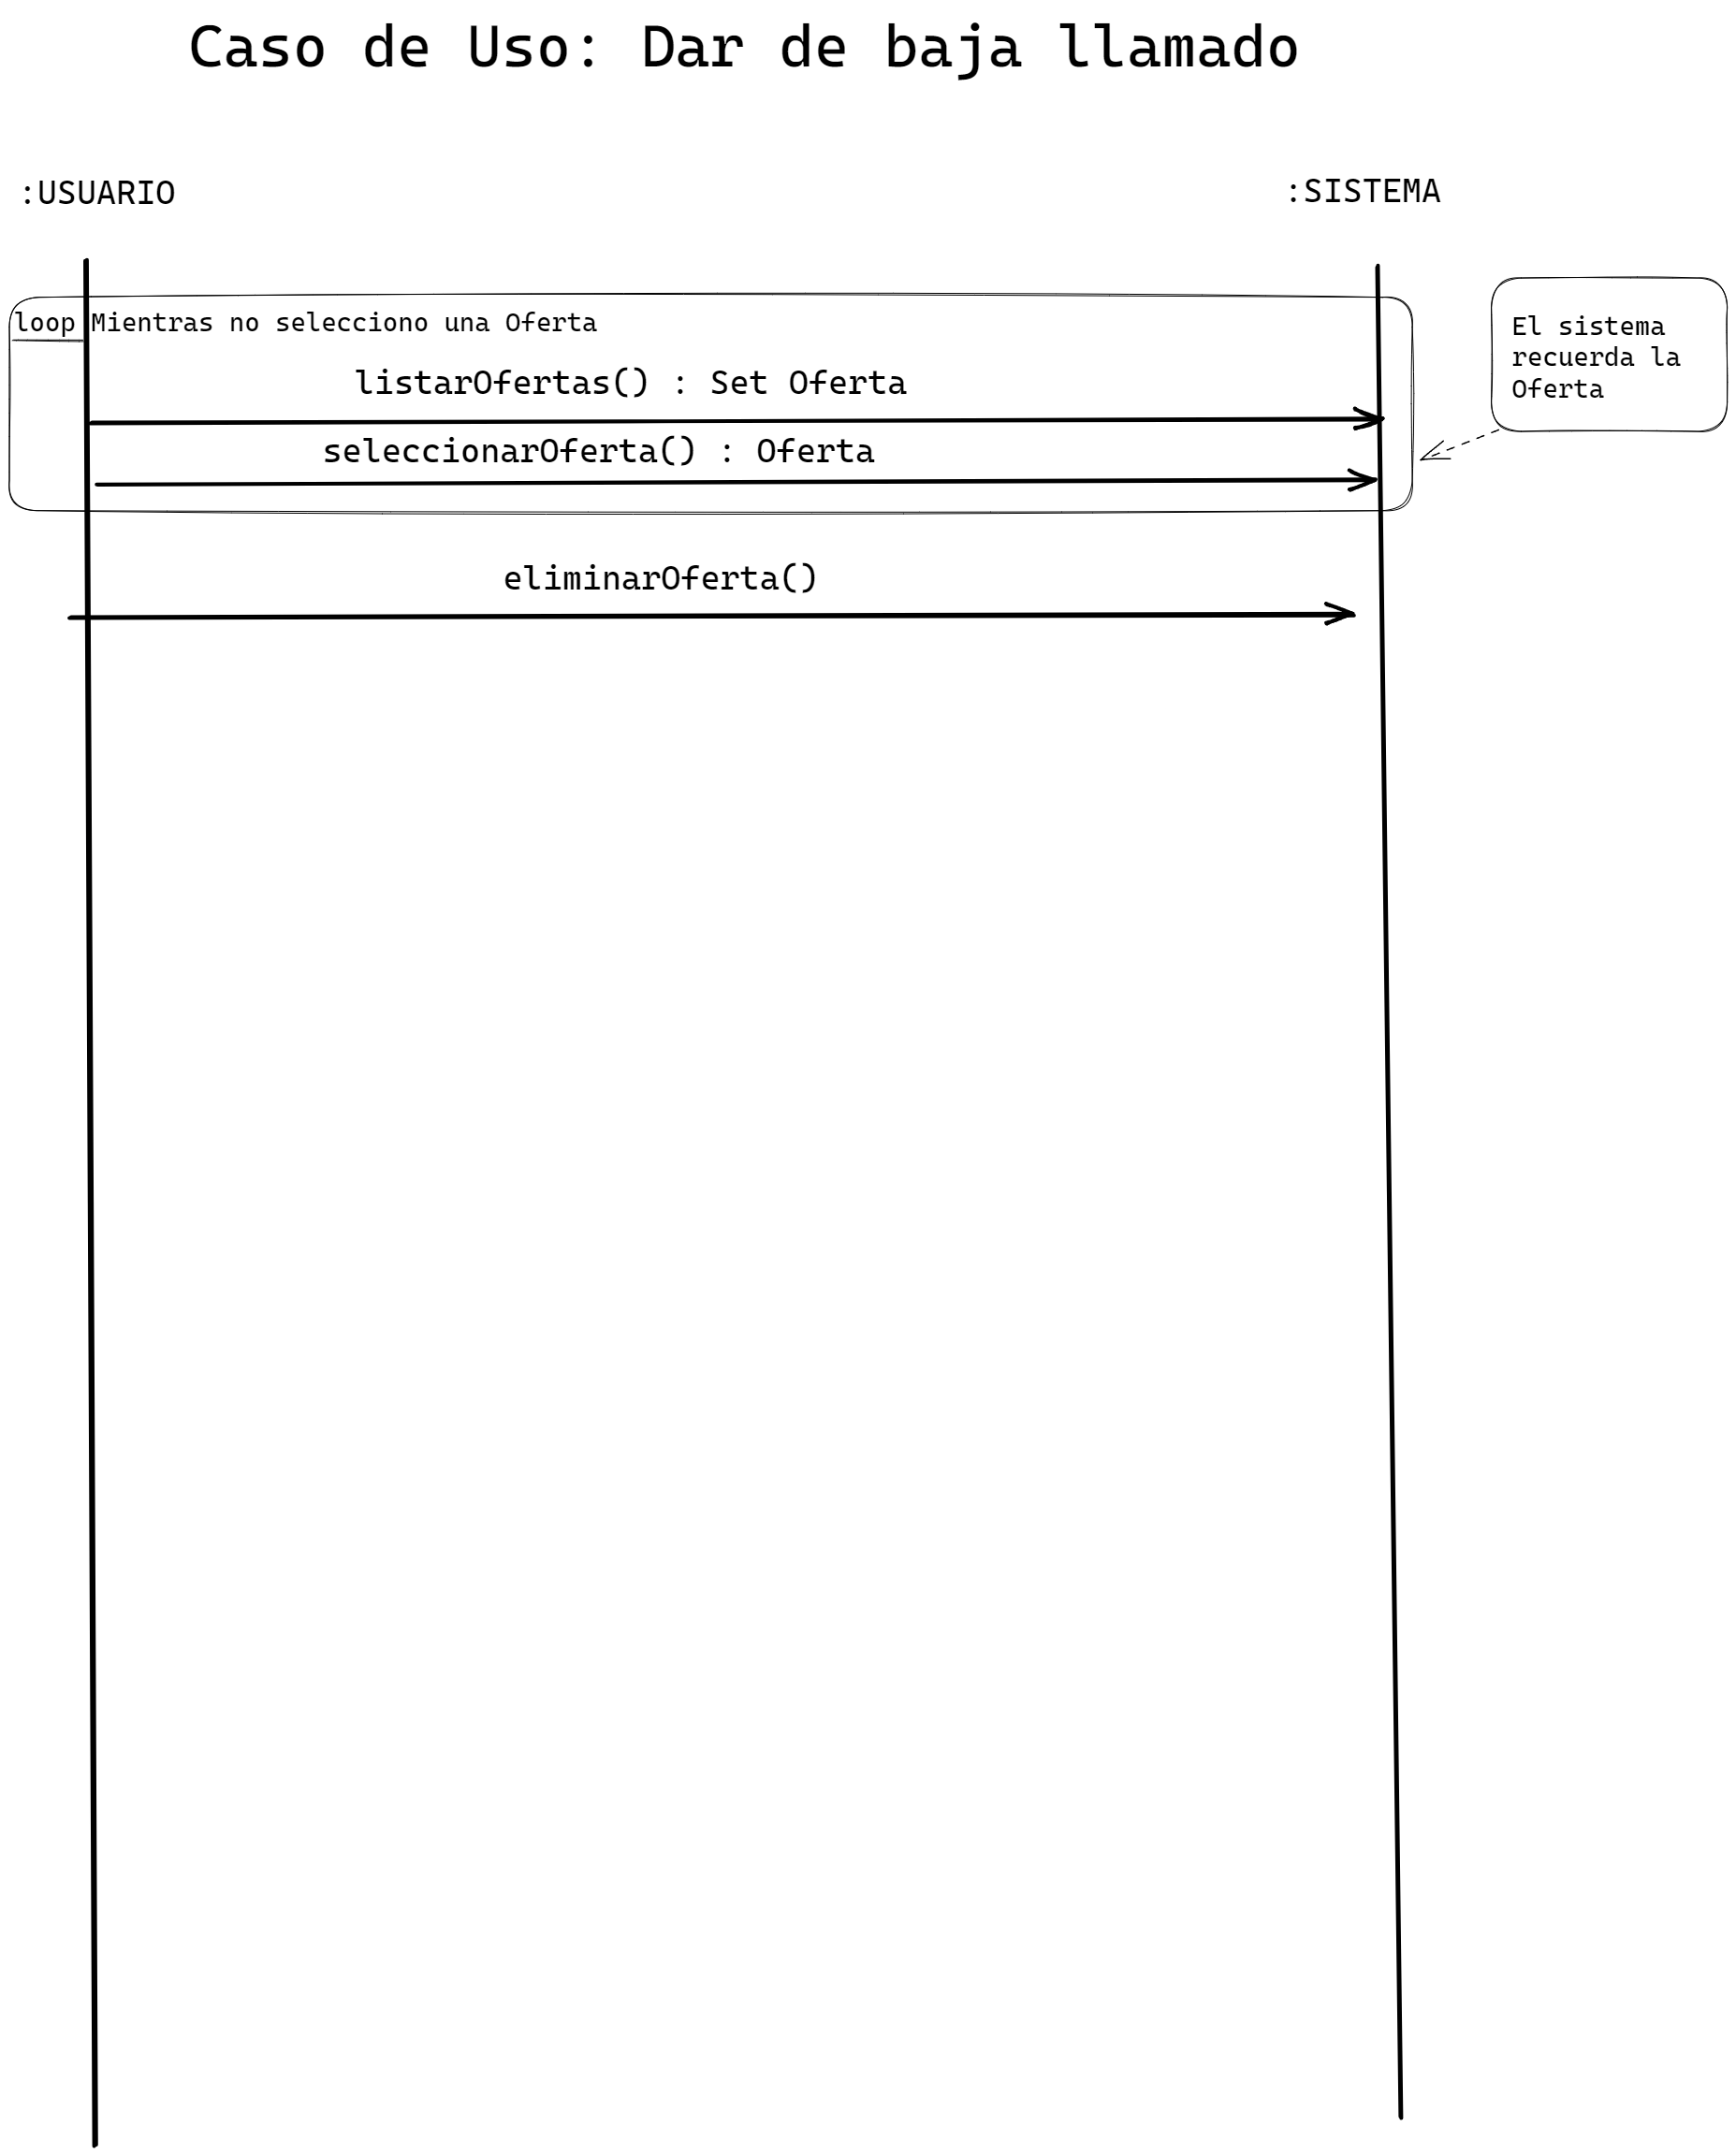 Caso de Uso: Dar de baja llamado
:USUARIO
:SISTEMA
loop Mientras no selecciono una Oferta
El sistema
recuerda la
Oferta
listarOfertas() : Set Oferta
seleccionarOferta() : Oferta
eliminarOferta()